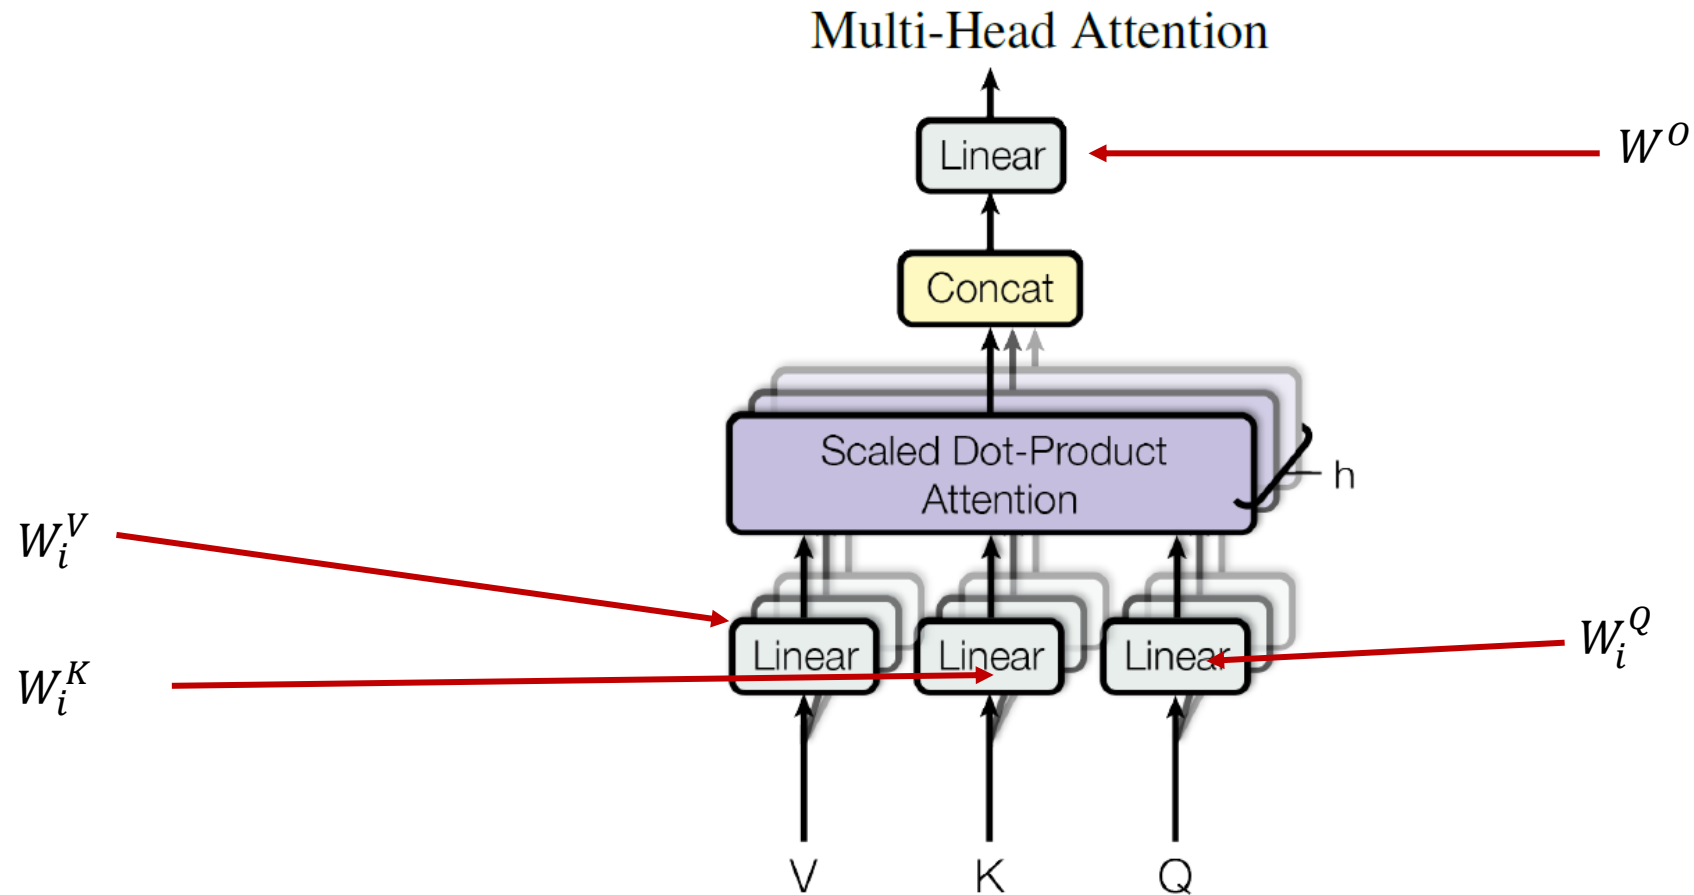 Multi-Head Attention
Linear
W^O
Concat
Scaled Dot-Product
Attention
h
W_i^V
Linear
Linear
Linear
W_i^Q
W_i^K
V
K
Q